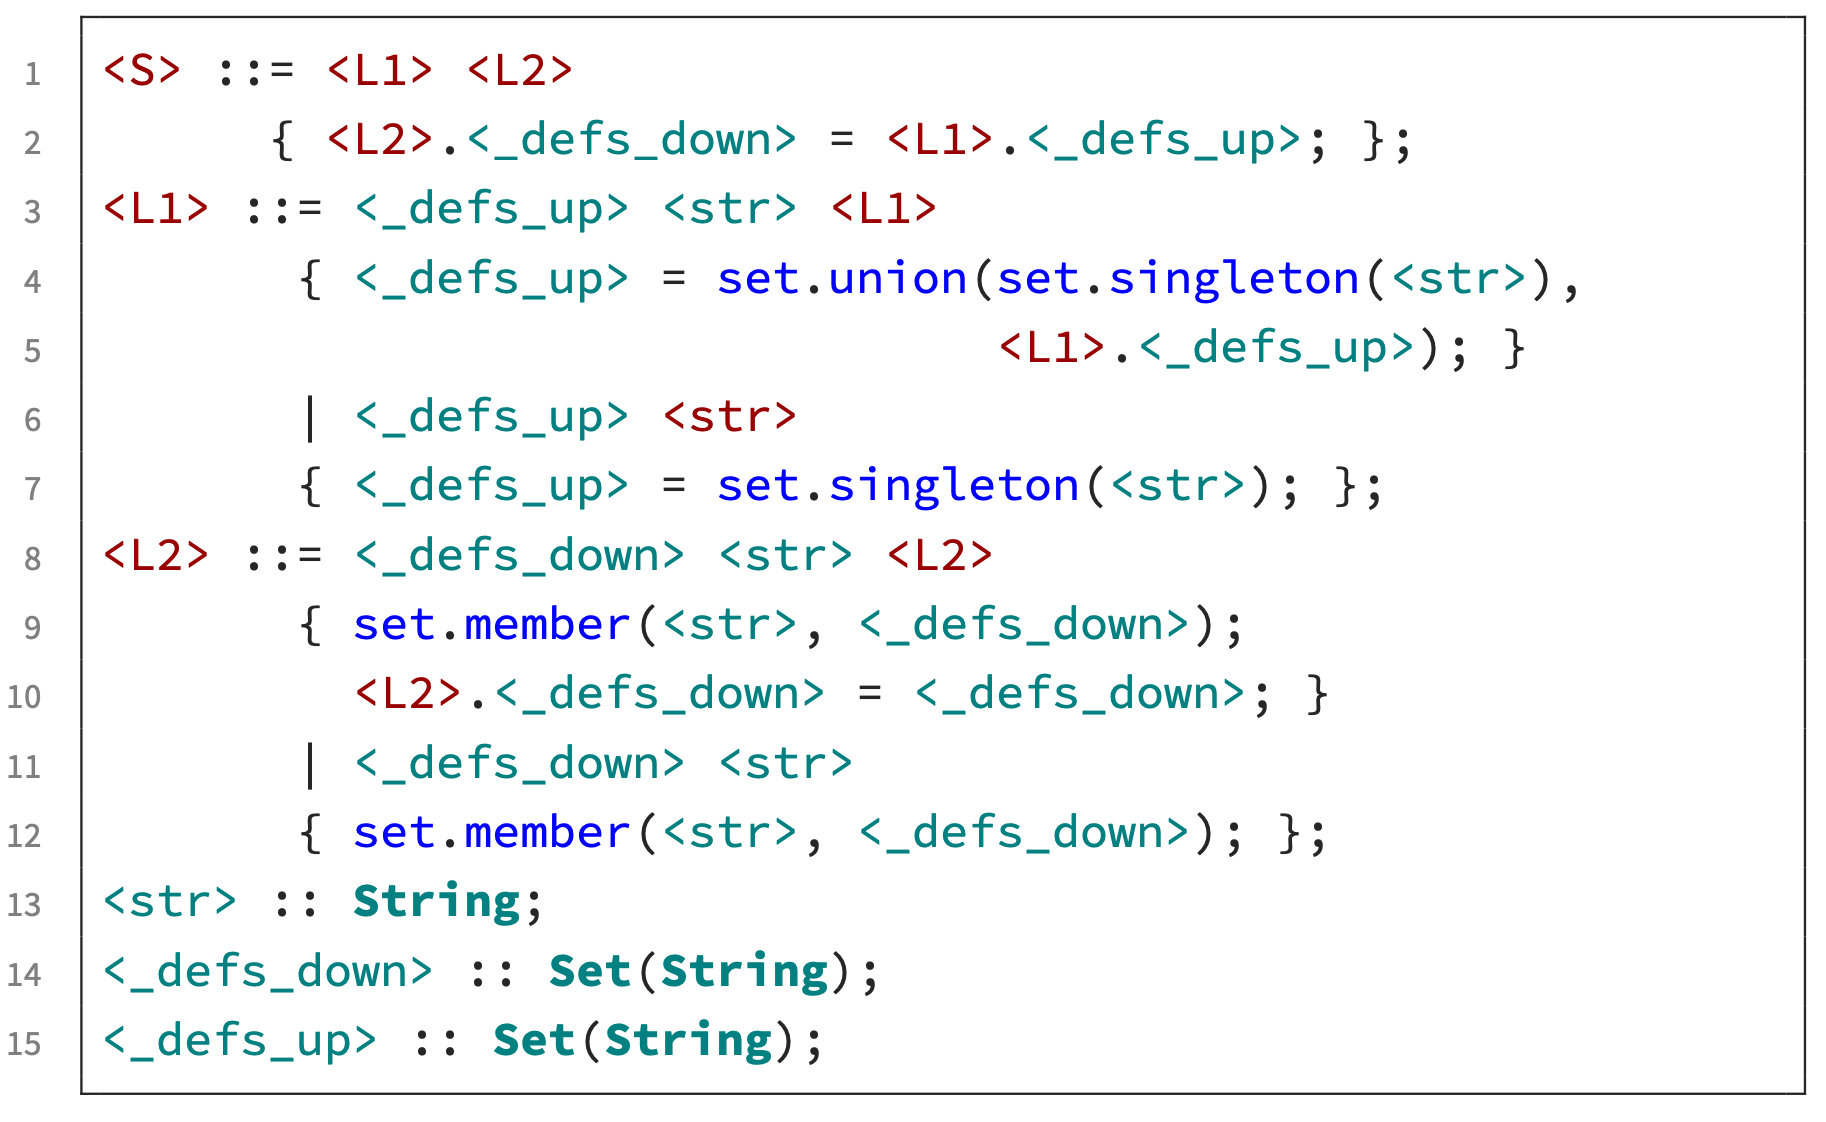 1 <S> ::= <L1> <L2>
2 { <L2>.<_defs_down> = <L1>.<_defs_up>; };
3 <L1> ::= <_defs_up> <str> <L1>
4 { <_defs_up> = set.union(set.singleton(<str>),
5 <L1>.<_defs_up>); }
6 | <_defs_up> <str>
7 { <_defs_up> = set.singleton(<str>); };
8 <L2> ::= <_defs_down> <str> <L2>
9 { set.member(<str>, <_defs_down>);
10 <L2>.<_defs_down> = <_defs_down>; }
11 | <_defs_down> <str>
12 { set.member(<str>, <_defs_down>); };
13 <str> :: String;
14 <_defs_down> :: Set(String);
15 <_defs_up> :: Set(String);